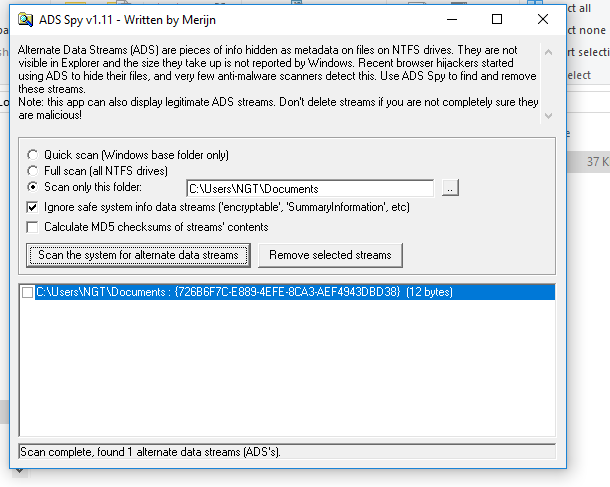 ADS Spy v1.11 - Written by Merijn
Alternate Data Streams (ADS) are pieces of info hidden as metadata on files on NTFS drives. They are not
visible in Explorer and the size they take up is not reported by Windows. Recent browser hijackers started
using ADS to hide their files, and very few anti-malware scanners detect this. Use ADS Spy to find and remove
these streams.
Note: this app can also display legitimate ADS streams. Don't delete streams if you are not completely sure they
are malicious!
Quick scan (Windows base folder only)
Full scan (all NTFS drives)
Scan only this folder:
C:\Users\NGT\Documents
..
Ignore safe system info data streams ('encryptable', 'SummaryInformation', etc)
Calculate MD5 checksums of streams' contents
Scan the system for alternate data streams
Remove selected streams
C:\Users\NGT\Documents : {726B6F7C-E889-4EFE-8CA3-AEF4943DBD38} (12 bytes)
Scan complete, found 1 alternate data streams (ADS's).
ect all
ect none
rt selecti
elect
37 K